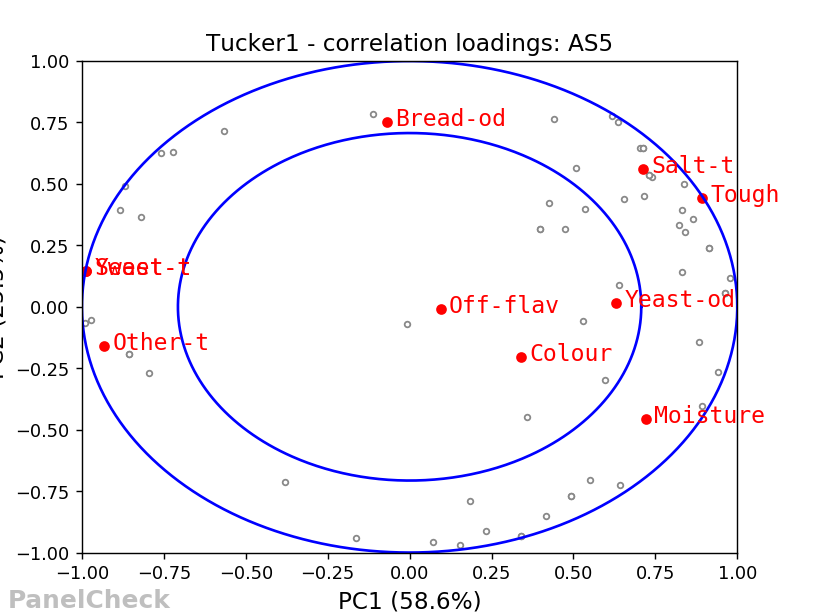 Tucker1 - correlation loadings: AS5
1.00
0.75
0.50
0.25
0.00
−0.25
−0.50
−0.75
−1.00
Bread-od
Salt-t
Tough
Yeast-t
Yeast-od
Off-flav
Other-t
Colour
Moisture
−1.00 −0.75 −0.50 −0.25 0.00 0.25 0.50 0.75 1.00
PC1 (58.6%)
PanelCheck